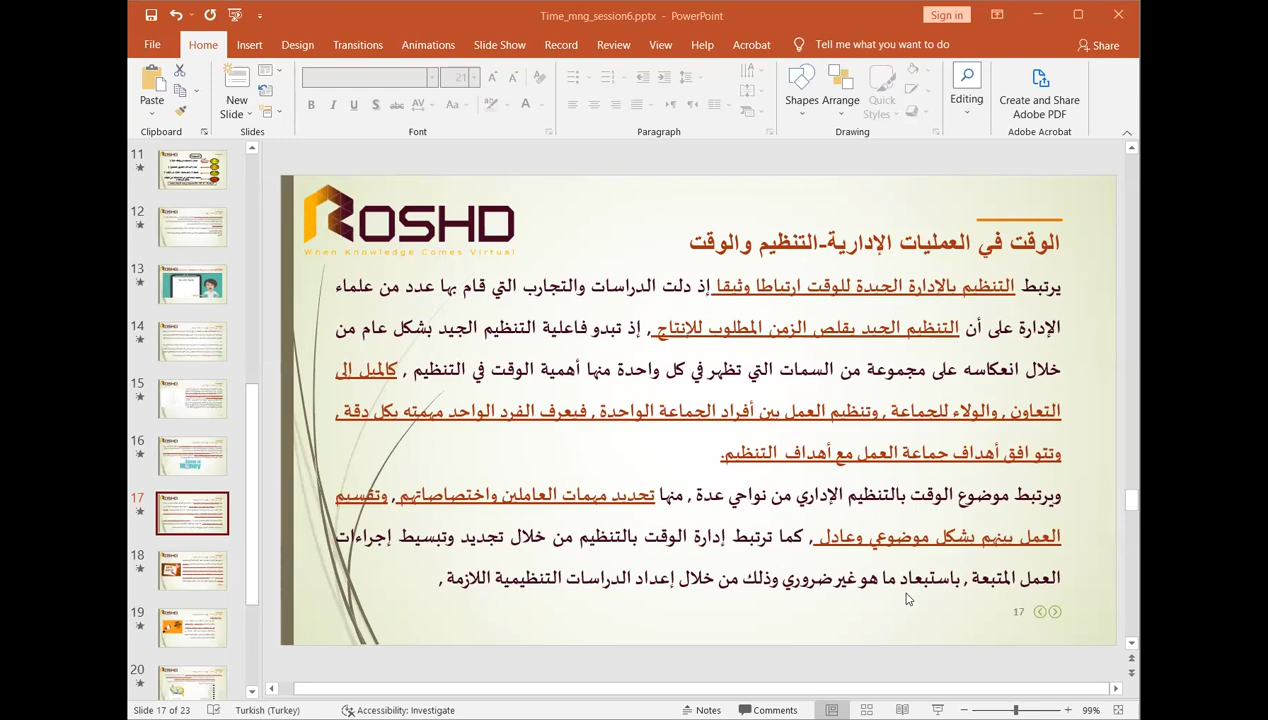 Time_mng_session6.pptx - PowerPoint
Sign in
File Home Insert Design Transitions Animations Slide Show Record Review View Help Acrobat Tell me what you want to do Share
21
Paste
New Slide
B I U S abc AV Aa A
Shapes Arrange Quick Styles
Editing
Create and Share Adobe PDF
Clipboard Slides Font Paragraph Drawing Adobe Acrobat
11
12
13
14
15
16
17
18
19
20
ROSHD
When Knowledge Comes Virtual
الوقت في العمليات الإدارية-التنظيم والوقت
يرتبط التنظيم بالإدارة الجيدة للوقت ارتباطا وثيقا إذ دلت الدراسات والتجارب التي قام بها عدد من علماء
الإدارة على أن التنظيم الجيد يقلص الزمن المطلوب للإنتاج , إذ تبدو فاعلية التنظيم الجيد بشكل عام من
خلال انعكاسه على مجموعة من السمات التي تظهر في كل واحدة منها أهمية الوقت في التنظيم , كالميل إلى
التعاون , والولاء للجماعة , وتنظيم العمل بين أفراد الجماعة الواحدة , فيعرف الفرد الواحد مهمته بكل دقة ,
وتتوافق أهداف حماعة العمل مع أهداف التنظيم.
ويرتبط موضوع الوقت بالتنظيم الإداري من نواحي عدة , منها تحديد مهمات العاملين واختصاصاتهم , وتقسيم
العمل بينهم بشكل موضوعي وعادل , كما ترتبط إدارة الوقت بالتنظيم من خلال تجديد وتبسيط إجراءات
العمل المتبعة , باستبعاد ما هو غير ضروري وذلك من خلال إعداد الدراسات التنظيمية اللازمة ,
17
Slide 17 of 23 Turkish (Turkey) Accessibility: Investigate Notes Comments 99%